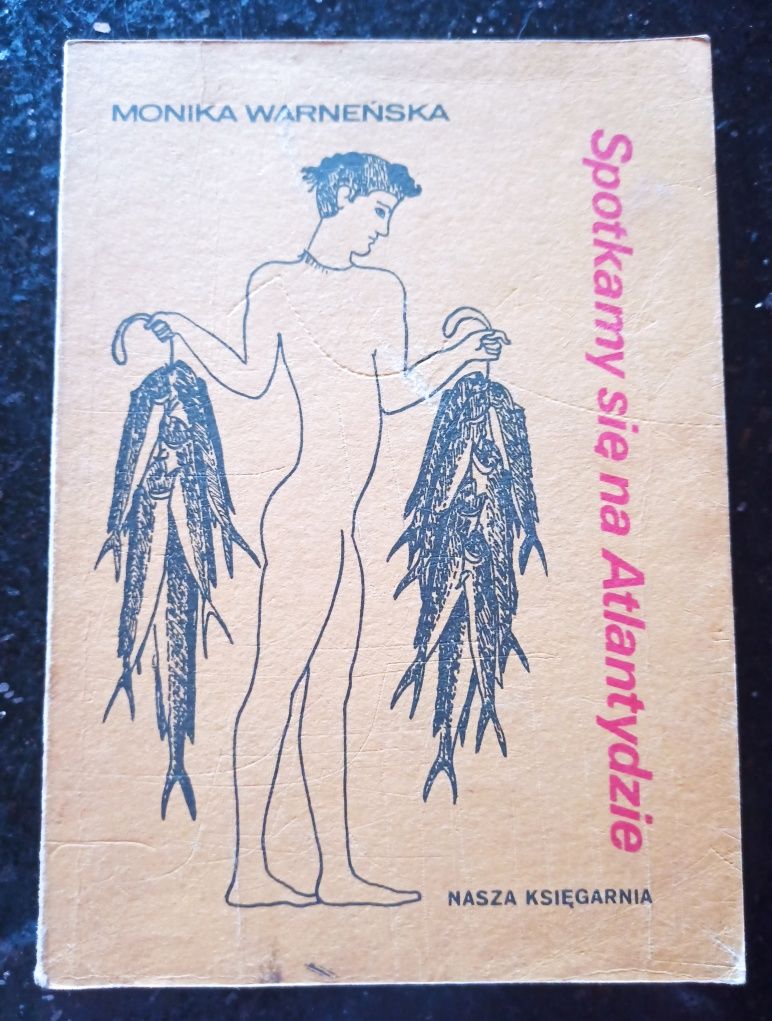 MONIKA WARNEŃSKA
Spotkamy się na Atlantydzie
NASZA KSIĘGARNIA